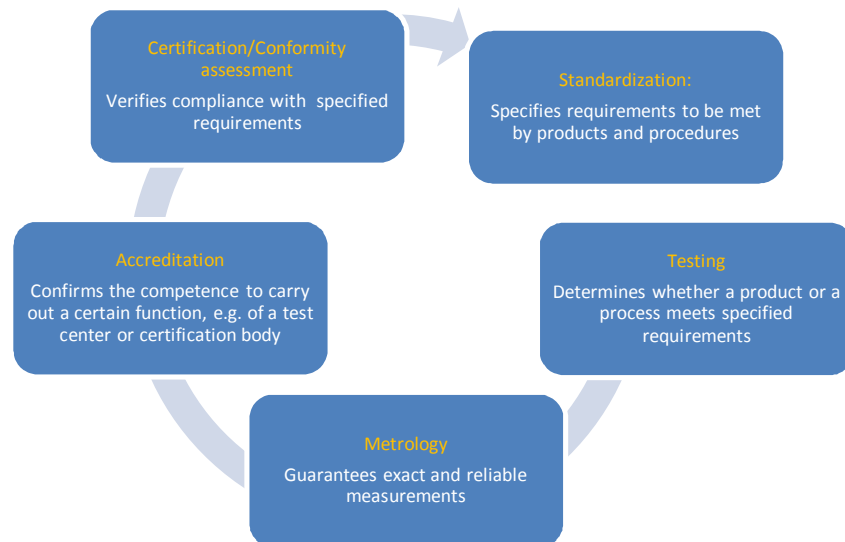 Certification/Conformity
assessment
Verifies compliance with specified
requirements
Standardization:
Specifies requirements to be met
by products and procedures
Accreditation
Confirms the competence to carry
out a certain function, e.g. of a test
center or certification body
Testing
Determines whether a product or a
process meets specified
requirements
Metrology
Guarantees exact and reliable
measurements